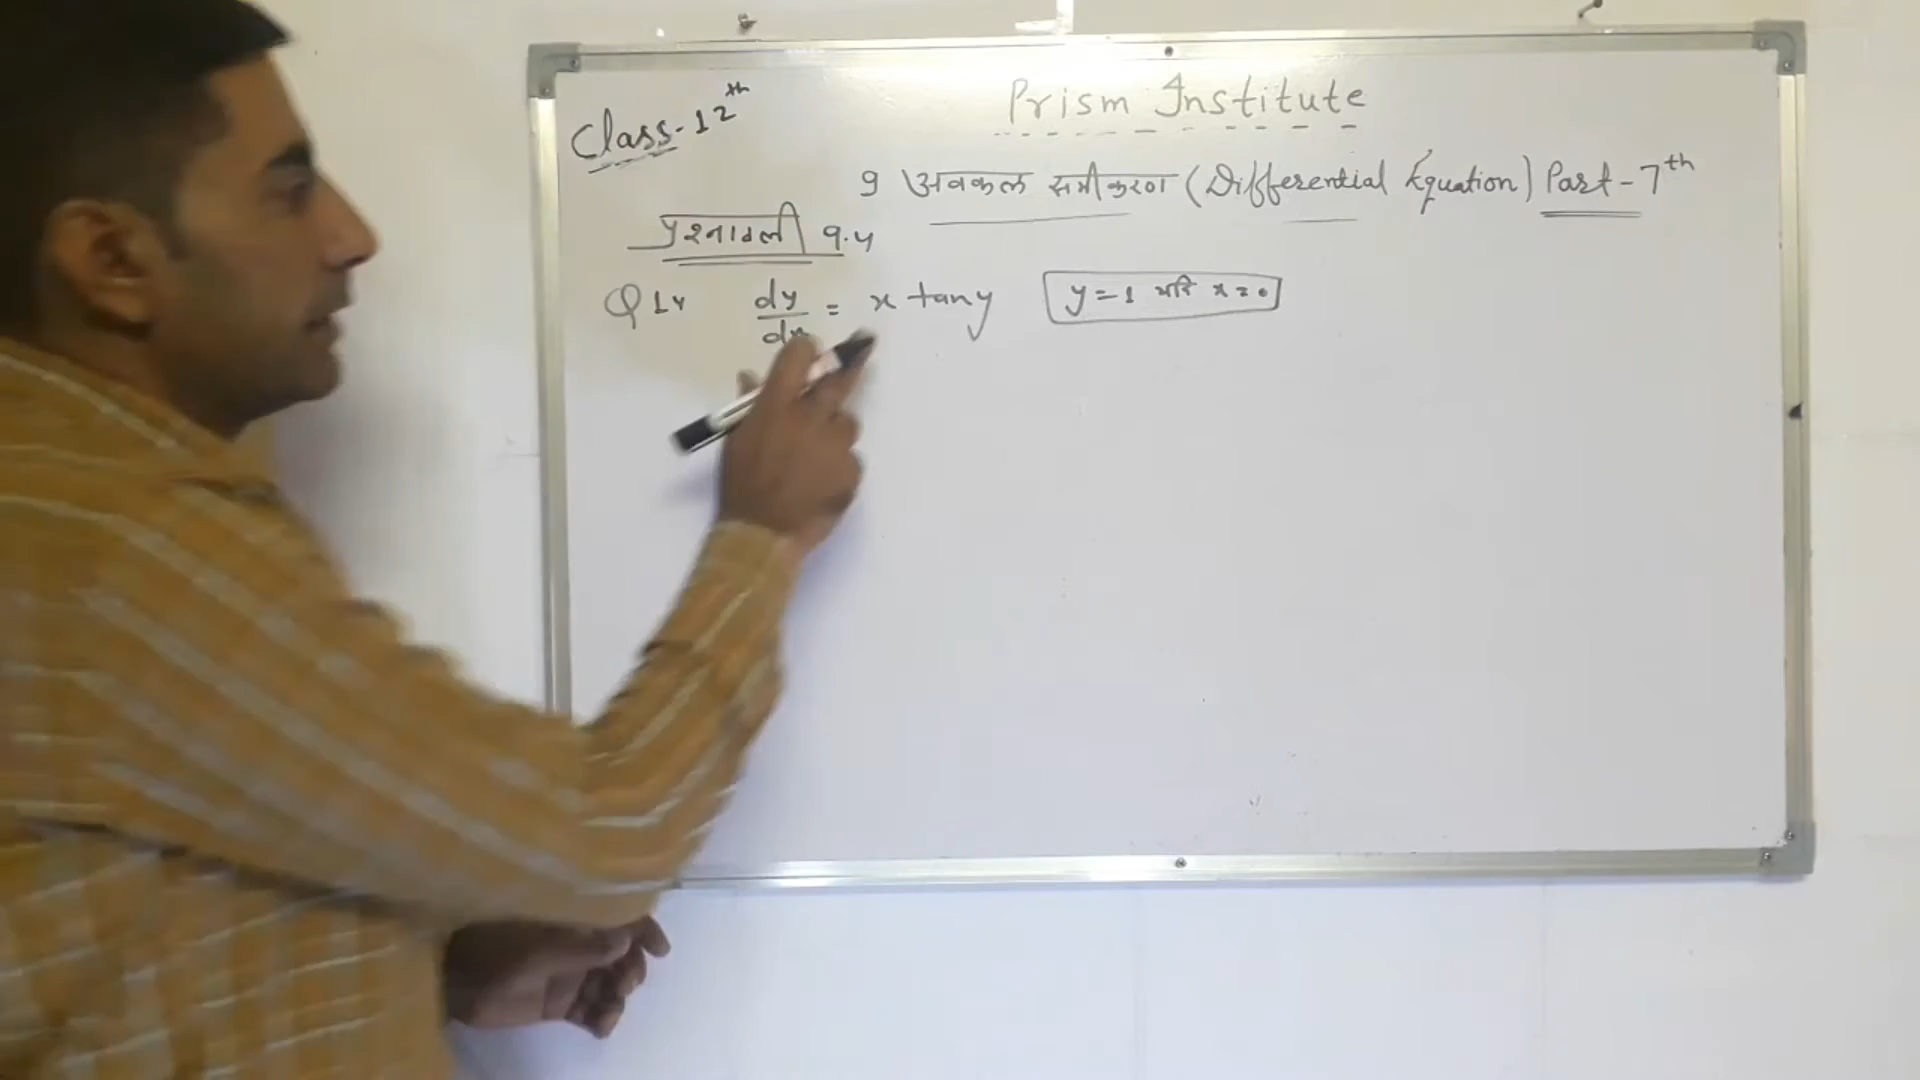 Class-12th
Prism Institute
9 अवकल समीकरण (Differential Equation) Part-7th
प्रश्नावली 9.4
Q14 dy/dx = x tan y y=1 यदि x=0